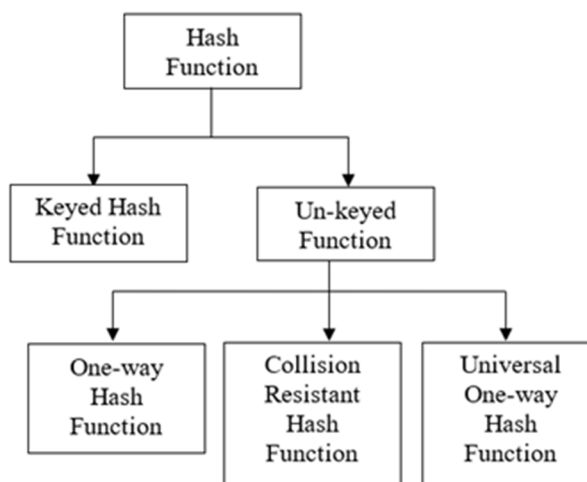 Hash
Function
Keyed Hash
Function
Un-keyed
Function
One-way
Hash
Function
Collision
Resistant
Hash
Function
Universal
One-way
Hash
Function